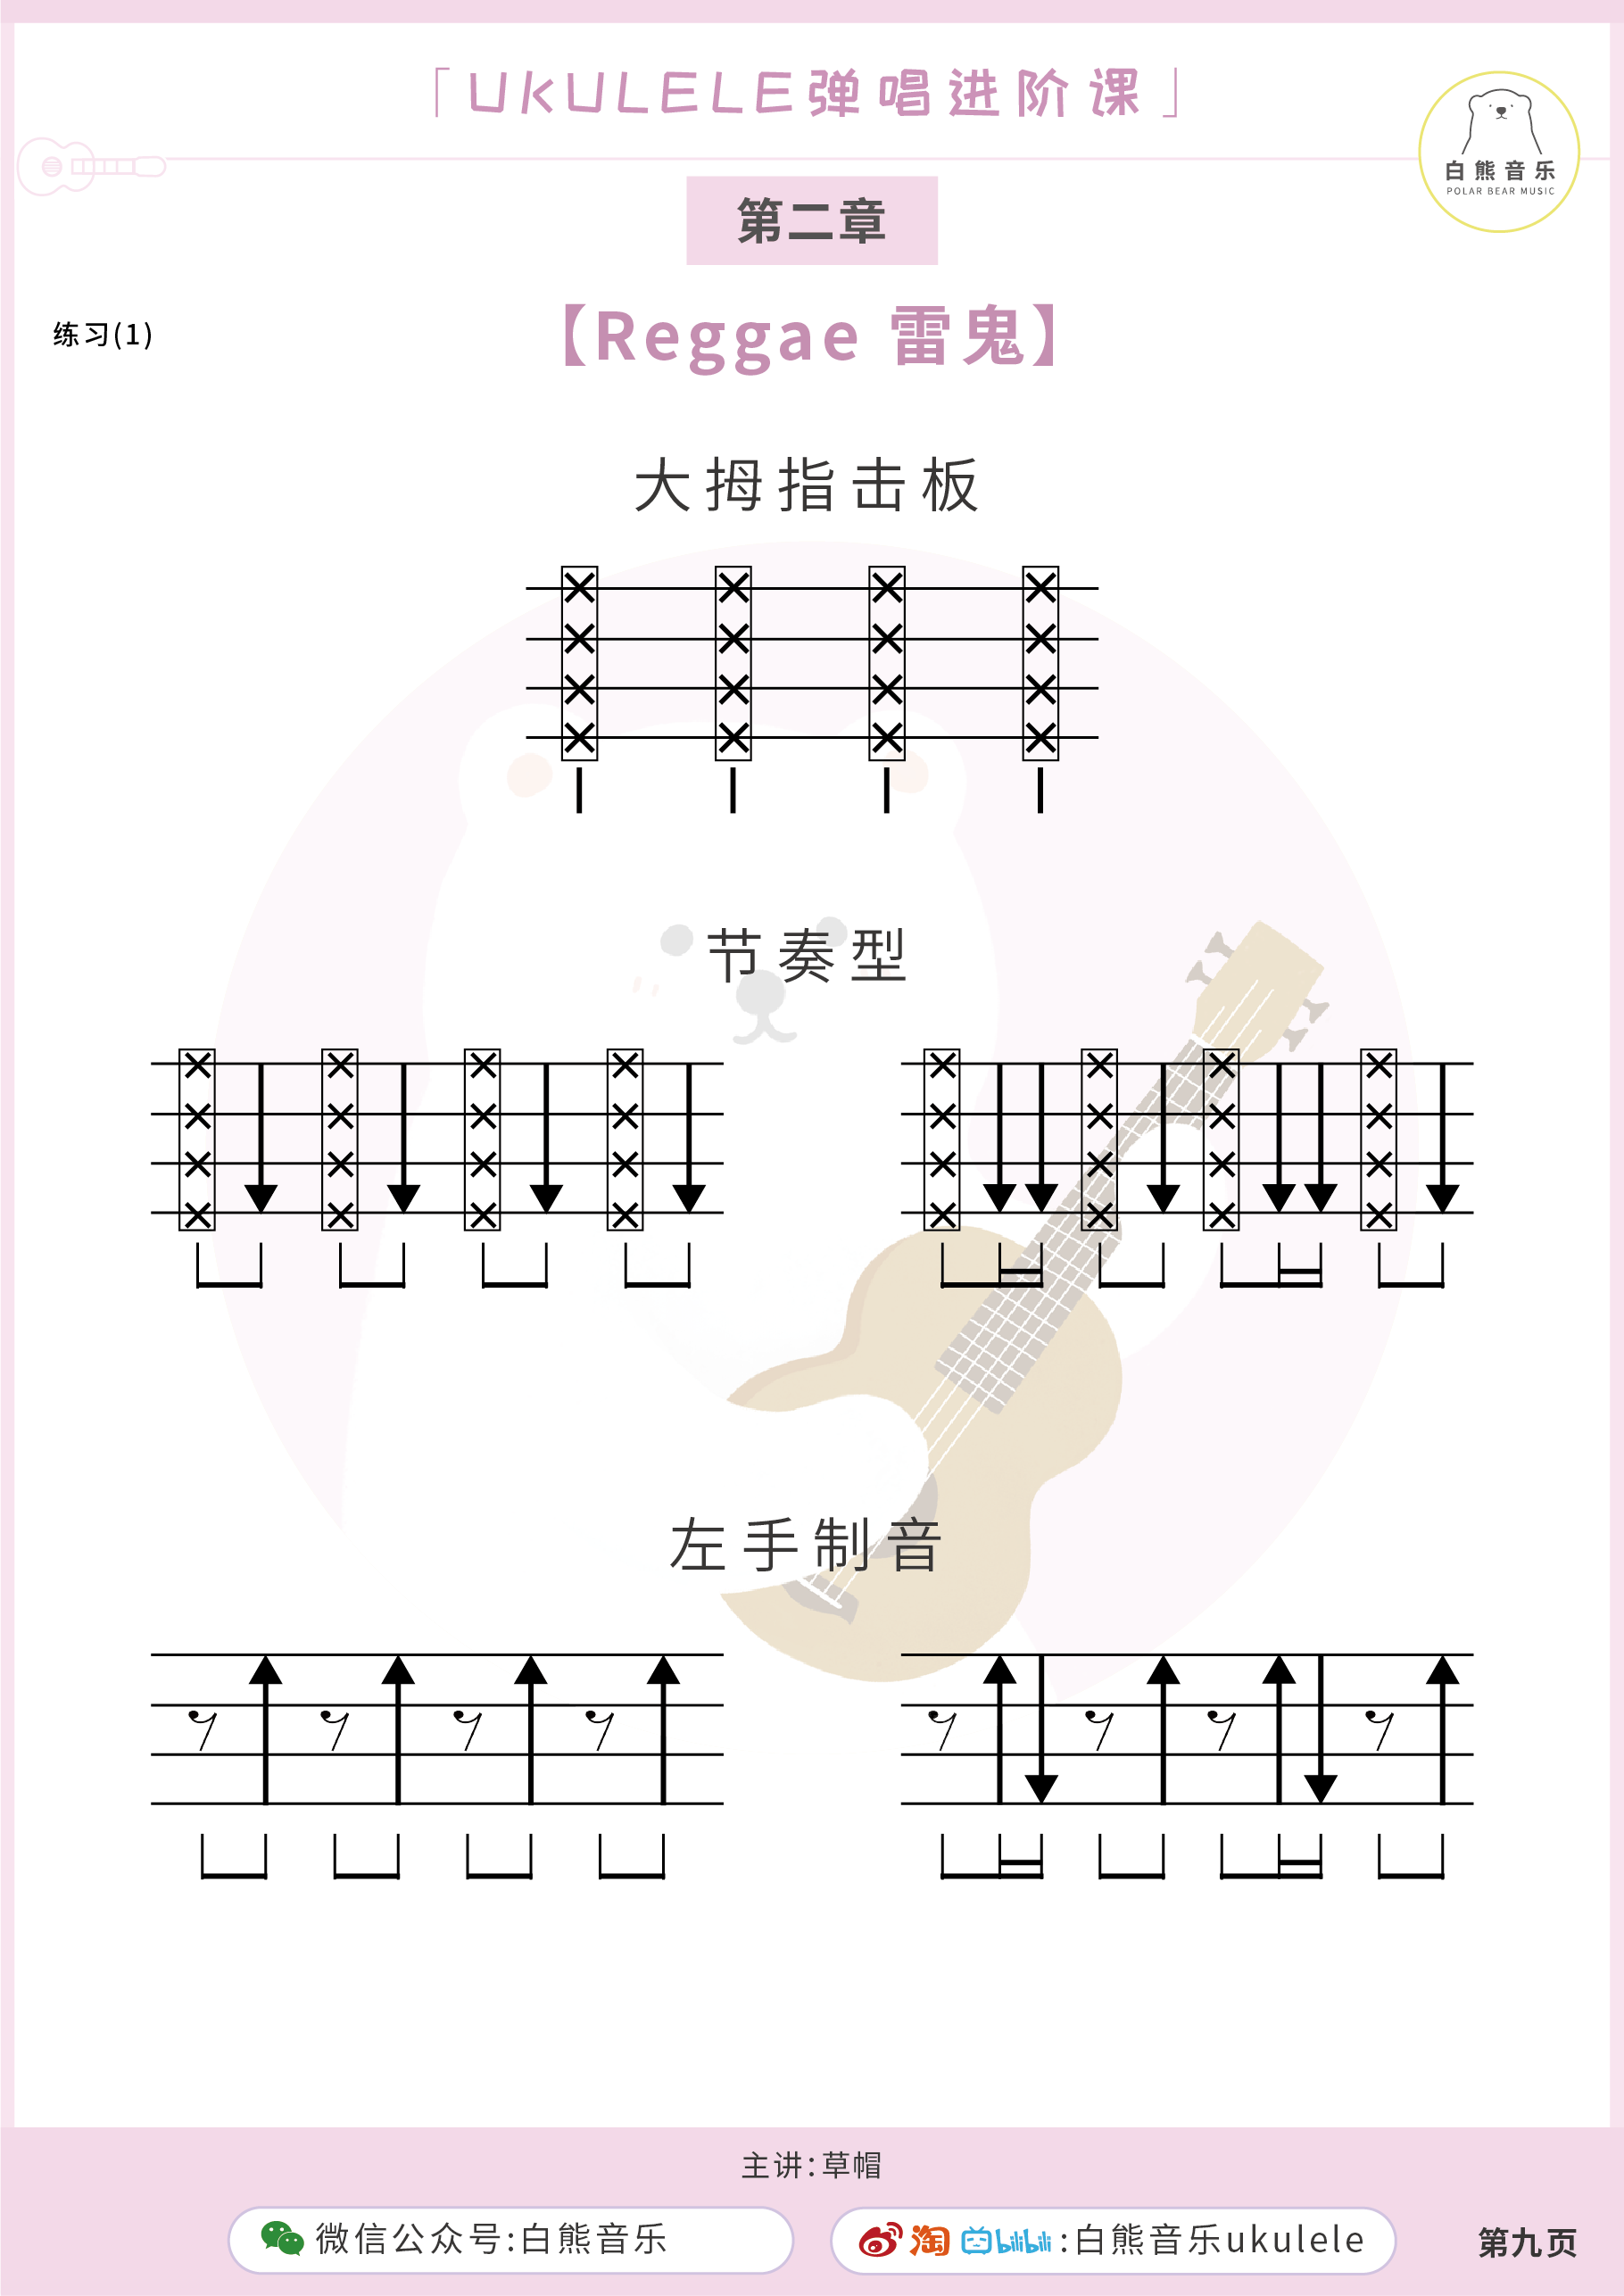 「UKULELE弹唱进阶课」
白熊音乐
POLAR BEAR MUSIC
第二章
练习(1)
【Reggae 雷鬼】
大拇指击板
节奏型
左手制音
主讲:草帽
微信公众号:白熊音乐
淘 bilibili :白熊音乐ukulele
第九页